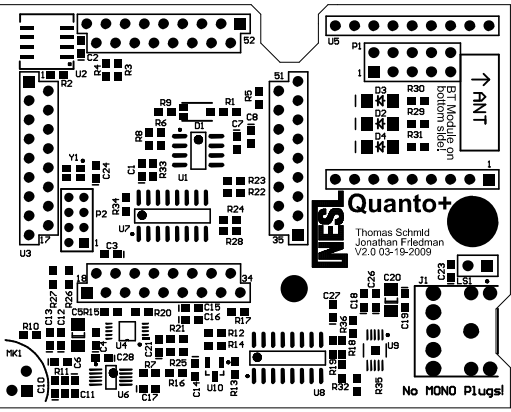 52
C2
U2
R4
R3
R2
1
U5
P1
1
51
R5
D3
R30
D2
R29
D4
R31
↑ ANT
BT Module on
bottom side!
R9
R1
R6
R8
D1
C7
C8
Y1
C24
C1
R33
U1
R23
R22
1
P2
1
R34
U7
R24
R28
U3
17
35
C3
NESL
Quanto+
Thomas Schmid
Jonathan Friedman
V2.0 03-19-2009
18
34
R27
R26
C23
LS1
J1
C26
C20
C18
C19
C27
C13
C12
C5
R15
R20
C15
C16
R17
R10
MK1
C4
U4
C21
R21
R12
R14
R36
R18
R19
U9
C6
C28
R25
R11
C11
C10
U6
R7
R16
C17
C14
U10
R13
U8
R32
R35
No MONO Plugs!